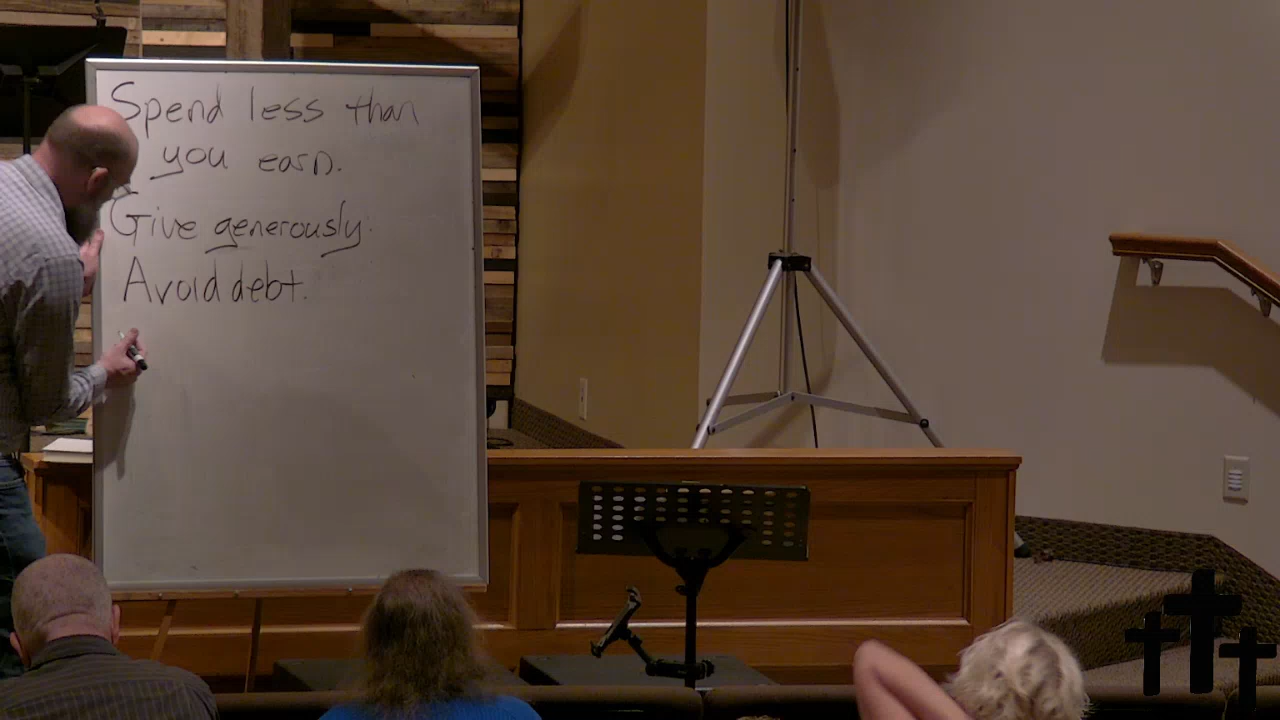 Spend less than
you earn.
Give generously.
Avoid debt.